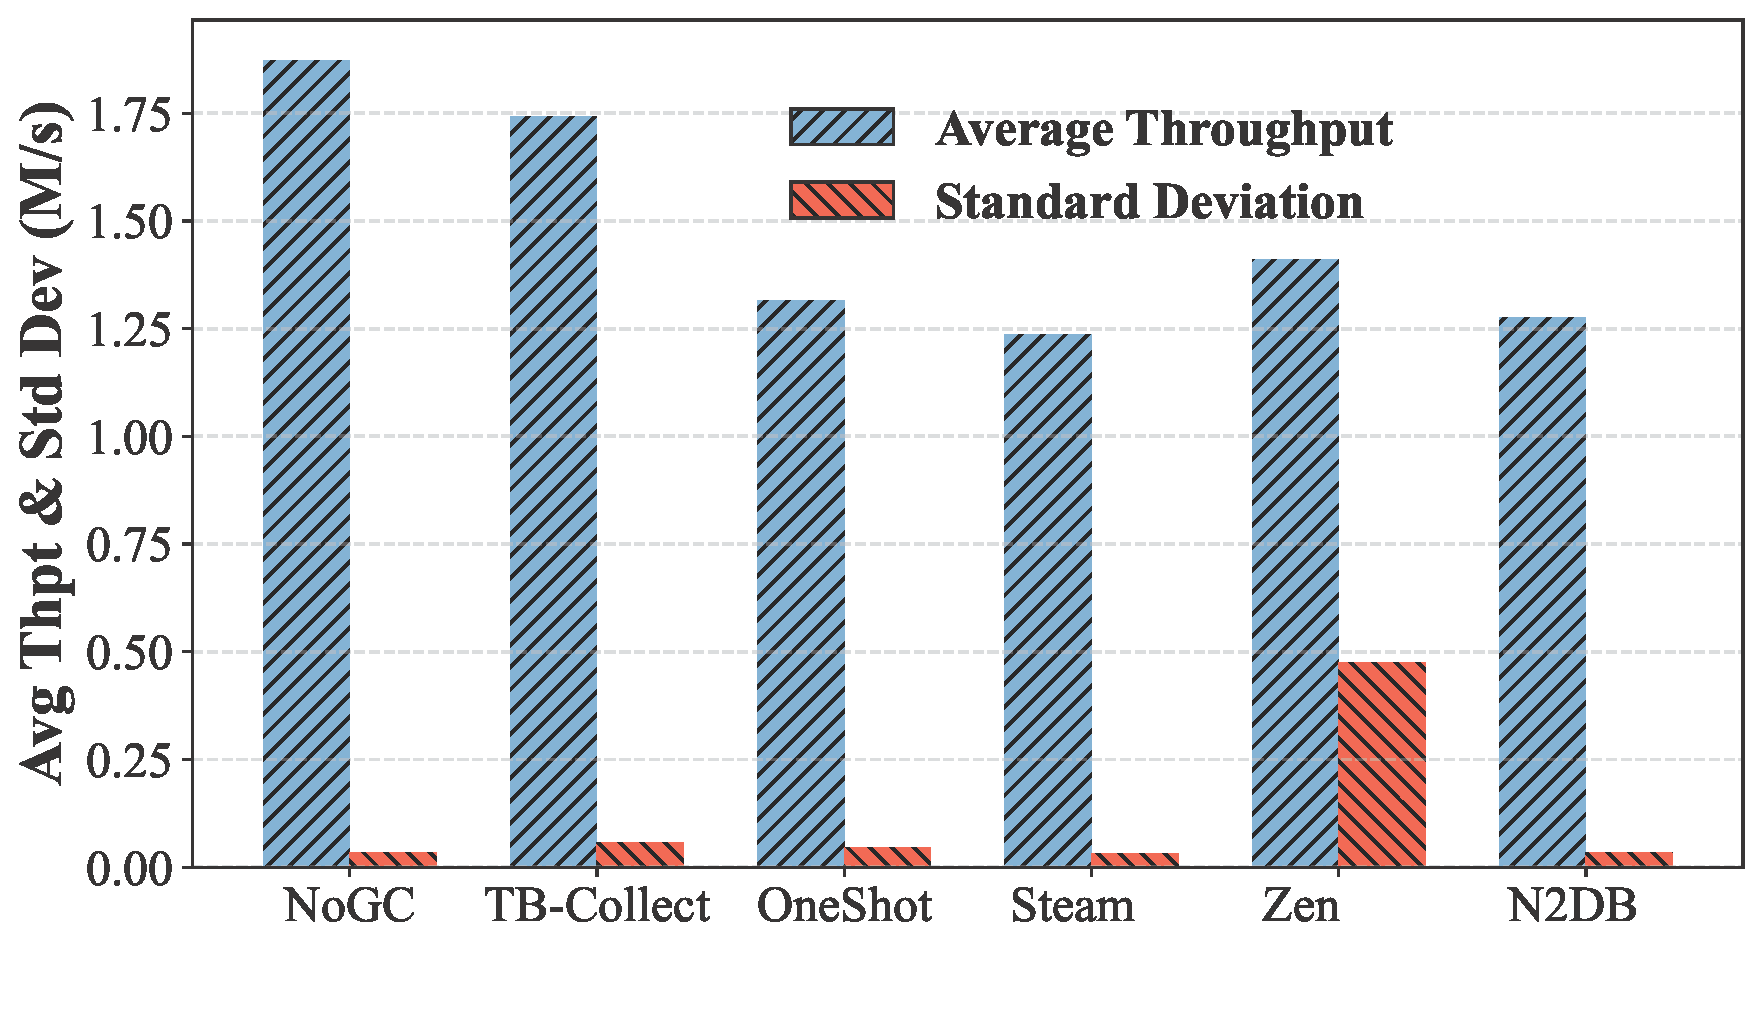 Avg Thpt & Std Dev (M/s)
1.75
1.50
1.25
1.00
0.75
0.50
0.25
0.00
Average Throughput
Standard Deviation
NoGC TB-Collect OneShot Steam Zen N2DB